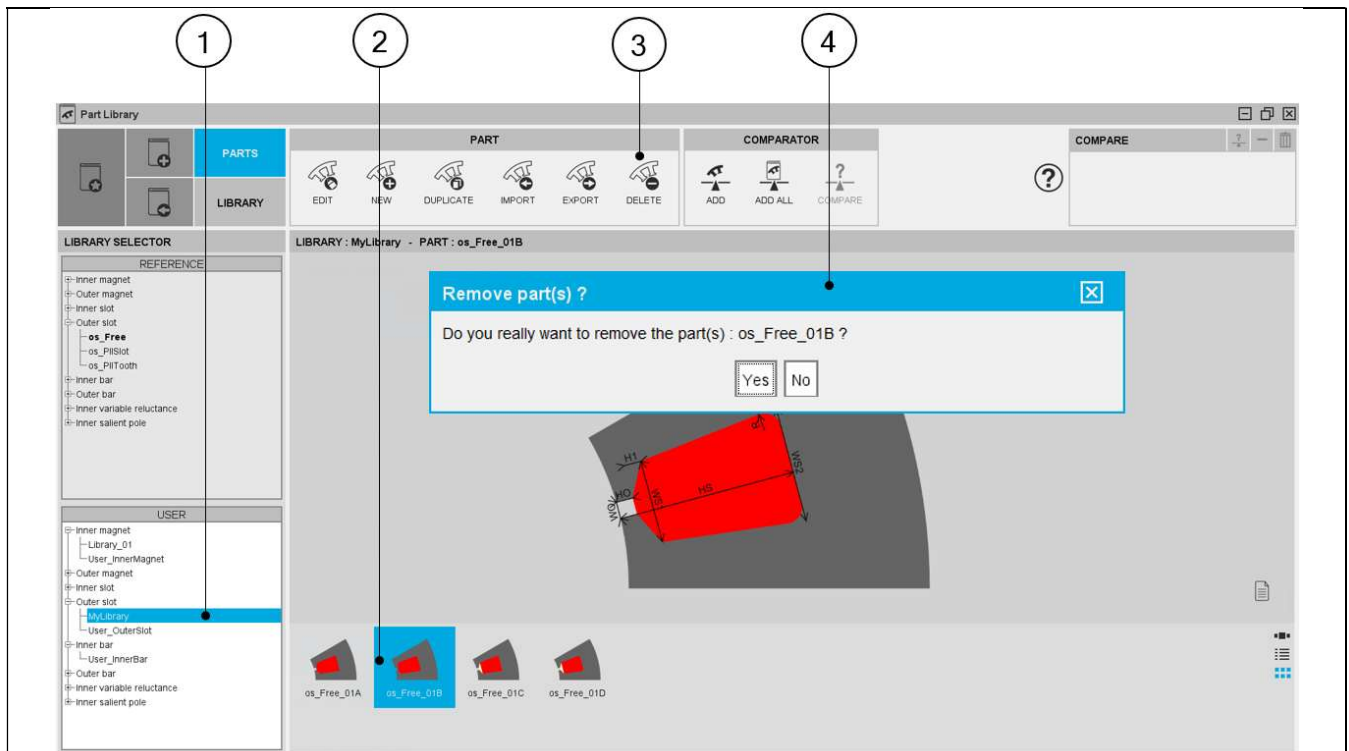 1
2
3
4
Part Library
PARTS
LIBRARY
PART
EDIT
NEW
DUPLICATE
IMPORT
EXPORT
DELETE
COMPARATOR
ADD
ADD ALL
?
COMPARE
?
COMPARE
?
LIBRARY SELECTOR
LIBRARY : MyLibrary - PART : os_Free_01B
REFERENCE
Inner magnet
Outer magnet
Inner slot
Outer slot
os_Free
os_PllSlot
os_PllTooth
Inner bar
Outer bar
Inner variable reluctance
Inner salient pole
Remove part(s) ?
Do you really want to remove the part(s) : os_Free_01B ?
Yes
No
H1
HO
WO
WS1
HS
WS2
R
USER
Inner magnet
Library_01
User_InnerMagnet
Outer magnet
Inner slot
Outer slot
MyLibrary
User_OuterSlot
Inner bar
User_InnerBar
Outer bar
Inner variable reluctance
Inner salient pole
os_Free_01A
os_Free_01B
os_Free_01C
os_Free_01D